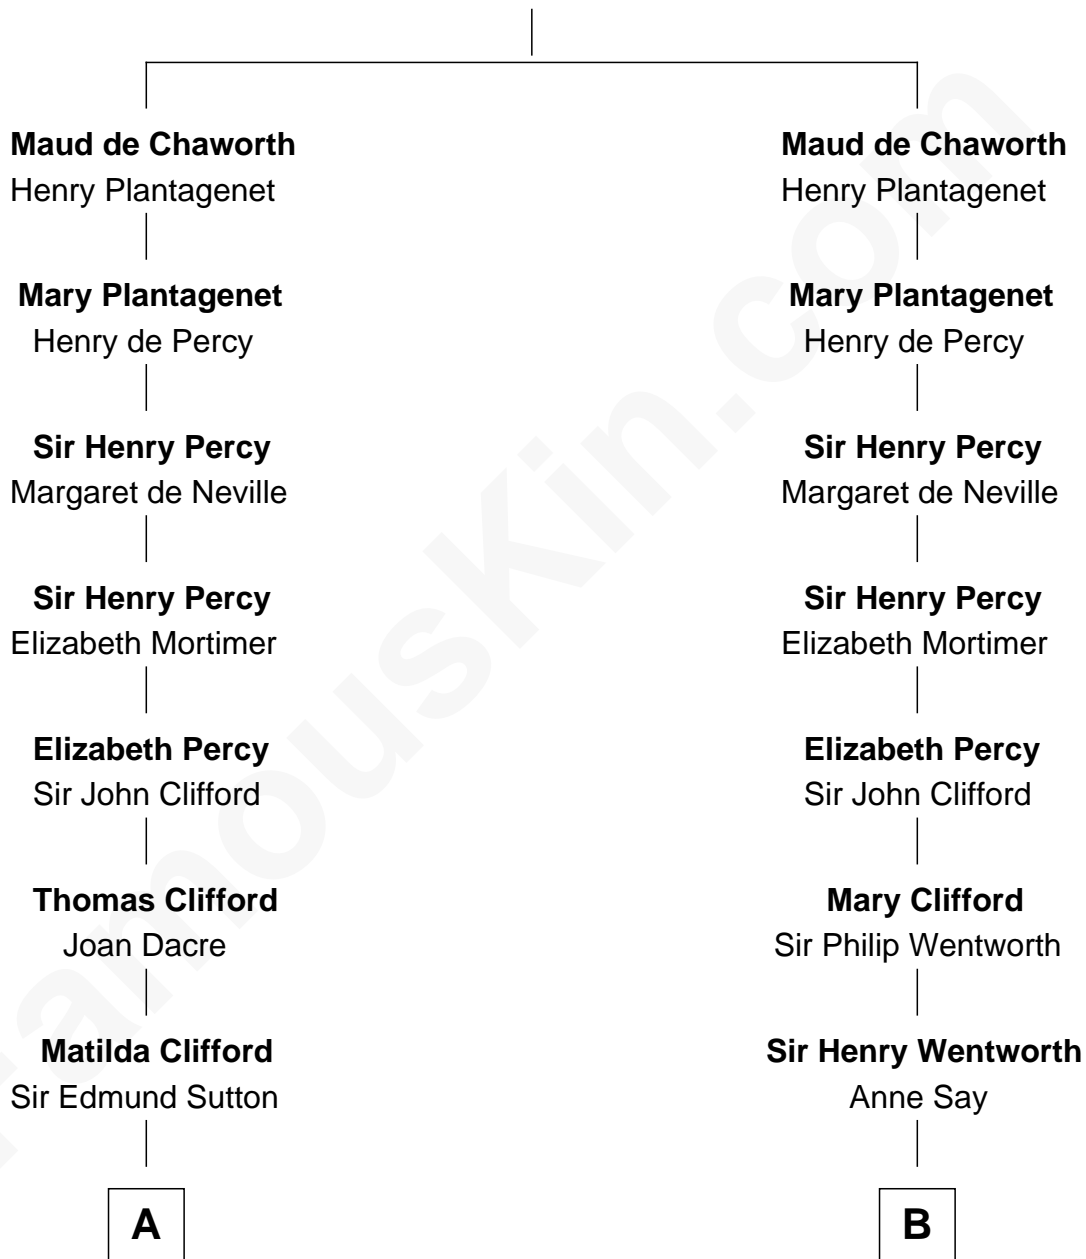 Maud de Chaworth
Henry Plantagenet
Mary Plantagenet
Henry de Percy
Sir Henry Percy
Margaret de Neville
Sir Henry Percy
Elizabeth Mortimer
Elizabeth Percy
Sir John Clifford
Thomas Clifford
Joan Dacre
Matilda Clifford
Sir Edmund Sutton
A
Maud de Chaworth
Henry Plantagenet
Mary Plantagenet
Henry de Percy
Sir Henry Percy
Margaret de Neville
Sir Henry Percy
Elizabeth Mortimer
Elizabeth Percy
Sir John Clifford
Mary Clifford
Sir Philip Wentworth
Sir Henry Wentworth
Anne Say
B
FamousKin.com